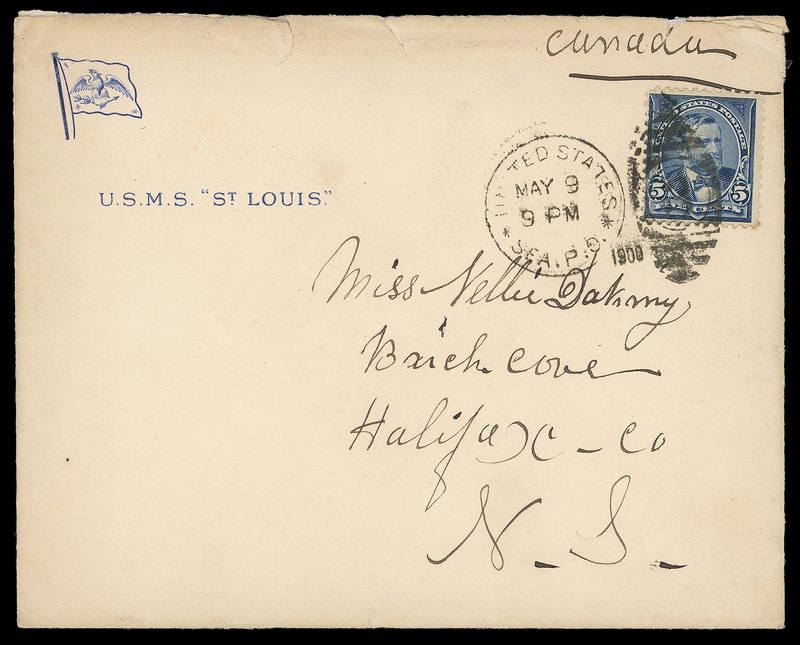 Canada
U.S.M.S. "ST LOUIS."
UNITED STATES
MAY 9
9 PM
SEA. P. O.
1900
UNITED STATES POSTAGE
5 5
FIVE CENTS
Miss Nellie
Birch Cove
Halifax - Co
N. S.